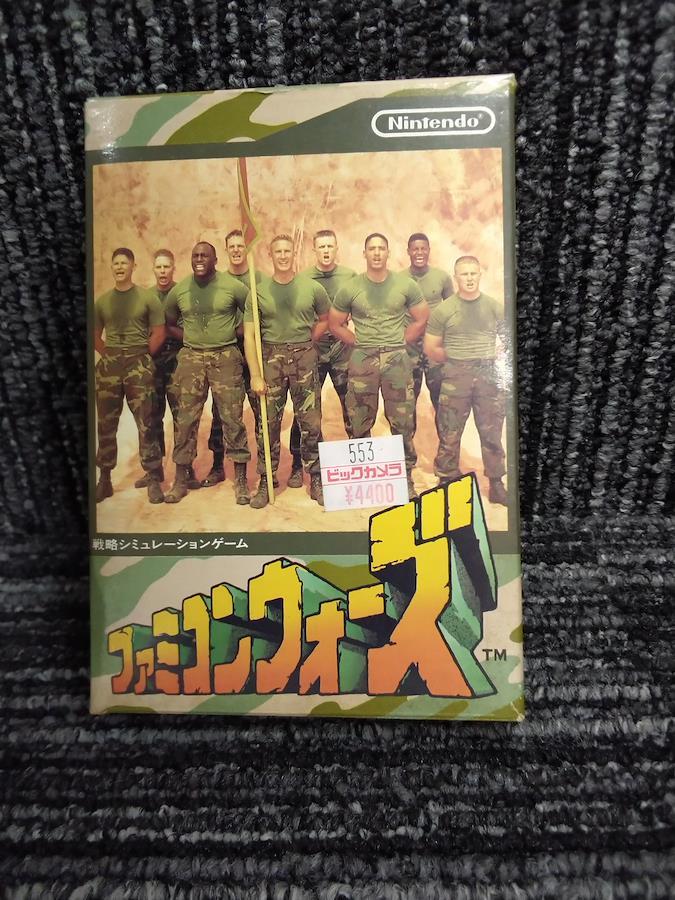 Nintendo®
553
ビックカメラ
¥4400
戦略シミュレーションゲーム
ファミコンウォーズ
TM